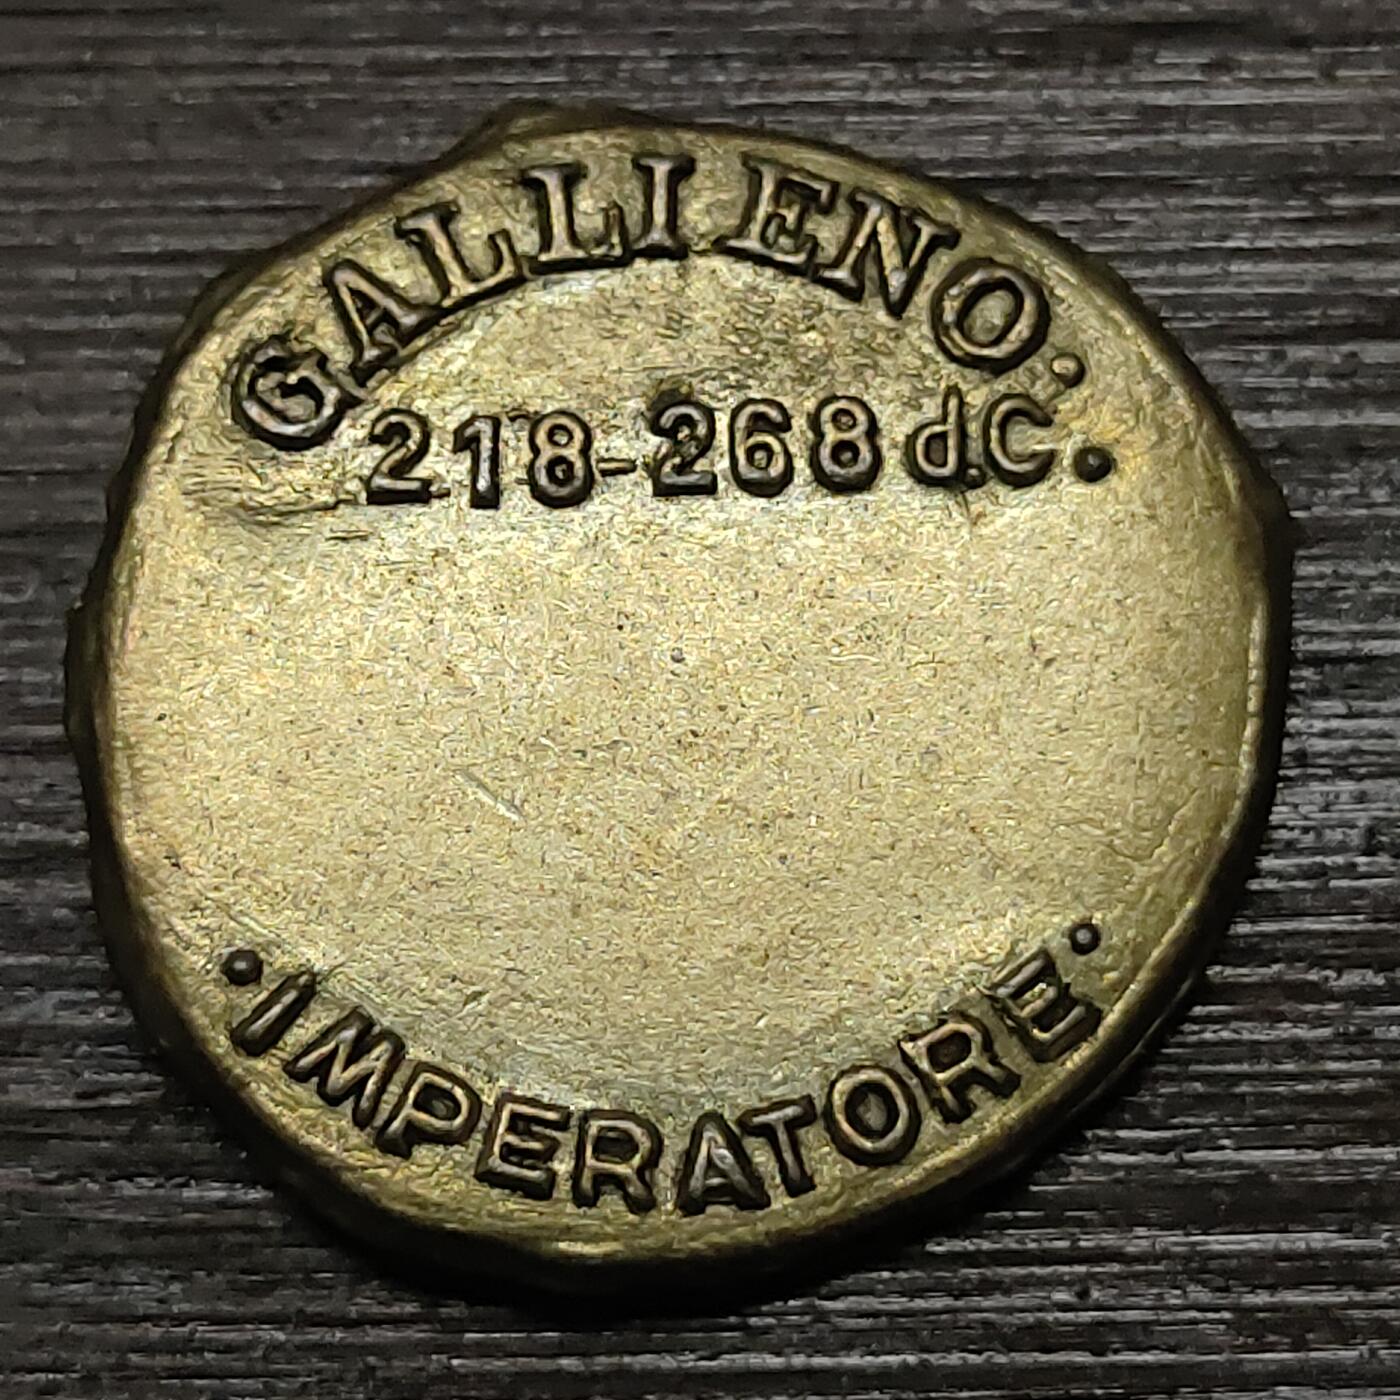 GALLIENO.
218-268 d.C.
·IMPERATORE·